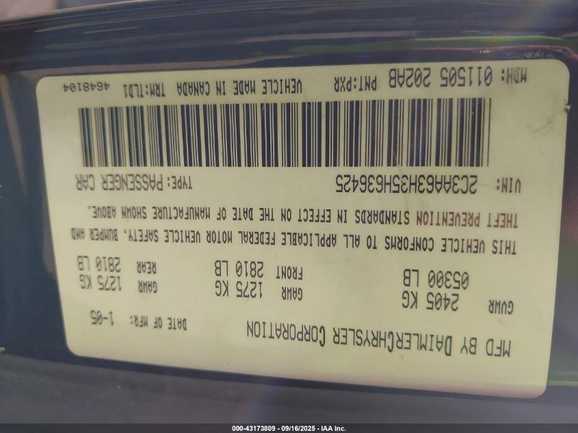 MFD BY DAIMLERCHRYSLER CORPORATION
DATE OF MFR: 1-05
GVWR 2405 KG 05300 LB
GAWR FRONT 1275 KG 2810 LB
GAWR REAR 1275 KG 2810 LB
THIS VEHICLE CONFORMS TO ALL APPLICABLE FEDERAL MOTOR VEHICLE SAFETY, BUMPER AND
THEFT PREVENTION STANDARDS IN EFFECT ON THE DATE OF MANUFACTURE SHOWN ABOVE.
VIN: 2C3AA63H35H636425 TYPE: PASSENGER CAR
MDH: 011505 202AB PNT:PXR VEHICLE MADE IN CANADA TRM:TLD1 4648104
000-43173809 - 09/16/2025 - IAA Inc.